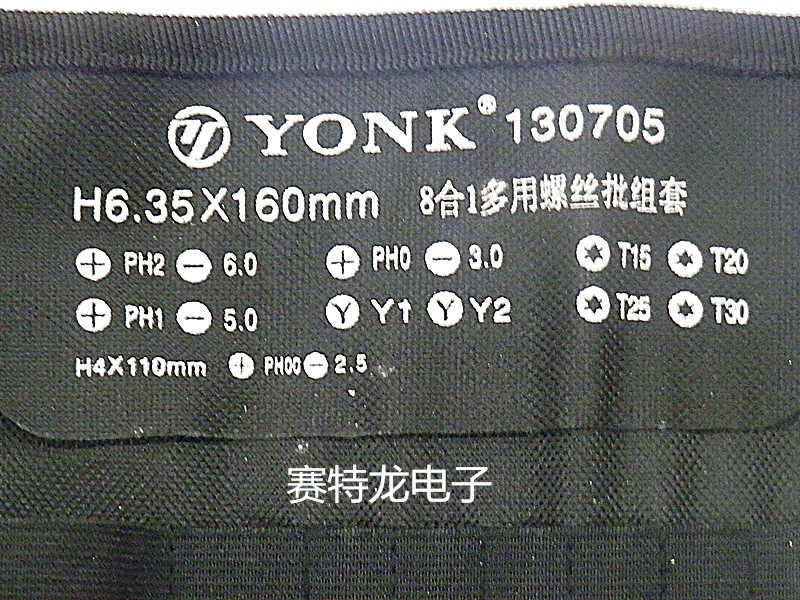 YONK® 130705
H6.35X160mm 8合1多用螺丝批组套
PH2 6.0 PH0 3.0 T15 T20
PH1 5.0 Y Y1 Y Y2 T25 T30
H4X110mm PH00 2.5
赛特龙电子